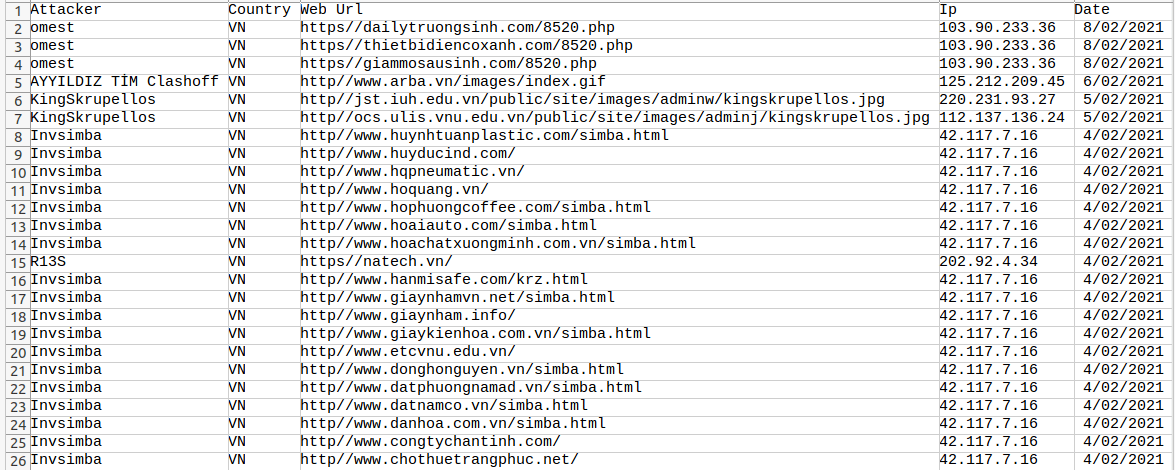 1 Attacker Country Web Url Ip Date
2 omest VN https//dailytruongsinh.com/8520.php 103.90.233.36 8/02/2021
3 omest VN https//thietbidiencoxanh.com/8520.php 103.90.233.36 8/02/2021
4 omest VN https//giammosausinh.com/8520.php 103.90.233.36 8/02/2021
5 AYYILDIZ TİM Clashoff VN http//www.arba.vn/images/index.gif 125.212.209.45 6/02/2021
6 KingSkrupellos VN http//jst.iuh.edu.vn/public/site/images/adminw/kingskrupellos.jpg 220.231.93.27 5/02/2021
7 KingSkrupellos VN http//ocs.ulis.vnu.edu.vn/public/site/images/adminj/kingskrupellos.jpg 112.137.136.24 5/02/2021
8 Invsimba VN http//www.huynhtuanplastic.com/simba.html 42.117.7.16 4/02/2021
9 Invsimba VN http//www.huyducind.com/ 42.117.7.16 4/02/2021
10 Invsimba VN http//www.hqpneumatic.vn/ 42.117.7.16 4/02/2021
11 Invsimba VN http//www.hoquang.vn/ 42.117.7.16 4/02/2021
12 Invsimba VN http//www.hophuongcoffee.com/simba.html 42.117.7.16 4/02/2021
13 Invsimba VN http//www.hoaiauto.com/simba.html 42.117.7.16 4/02/2021
14 Invsimba VN http//www.hoachatxuongminh.com.vn/simba.html 42.117.7.16 4/02/2021
15 R13S VN https//natech.vn/ 202.92.4.34 4/02/2021
16 Invsimba VN http//www.hanmisafe.com/krz.html 42.117.7.16 4/02/2021
17 Invsimba VN http//www.giaynhamvn.net/simba.html 42.117.7.16 4/02/2021
18 Invsimba VN http//www.giaynham.info/ 42.117.7.16 4/02/2021
19 Invsimba VN http//www.giaykienhoa.com.vn/simba.html 42.117.7.16 4/02/2021
20 Invsimba VN http//www.etcvnu.edu.vn/ 42.117.7.16 4/02/2021
21 Invsimba VN http//www.donghonguyen.vn/simba.html 42.117.7.16 4/02/2021
22 Invsimba VN http//www.datphuongnamad.vn/simba.html 42.117.7.16 4/02/2021
23 Invsimba VN http//www.datnamco.vn/simba.html 42.117.7.16 4/02/2021
24 Invsimba VN http//www.danhoa.com.vn/simba.html 42.117.7.16 4/02/2021
25 Invsimba VN http//www.congtychantinh.com/ 42.117.7.16 4/02/2021
26 Invsimba VN http//www.chothuetrangphuc.net/ 42.117.7.16 4/02/2021